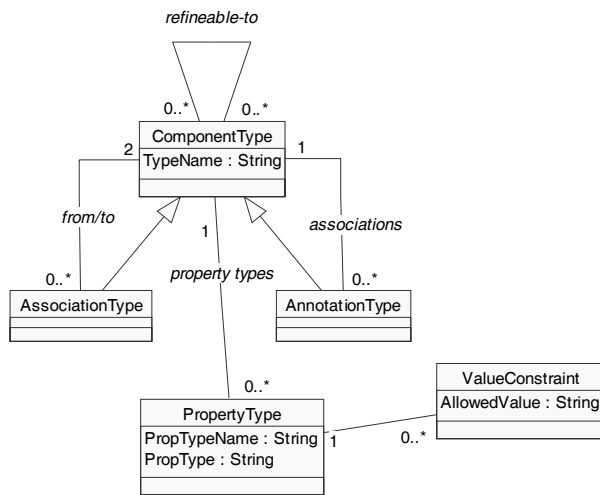 refineable-to
0..*
0..*
ComponentType
TypeName : String
2
1
from/to
1
associations
property types
0..*
0..*
AssociationType
AnnotationType
0..*
PropertyType
PropTypeName : String
PropType : String
1
0..*
ValueConstraint
AllowedValue : String